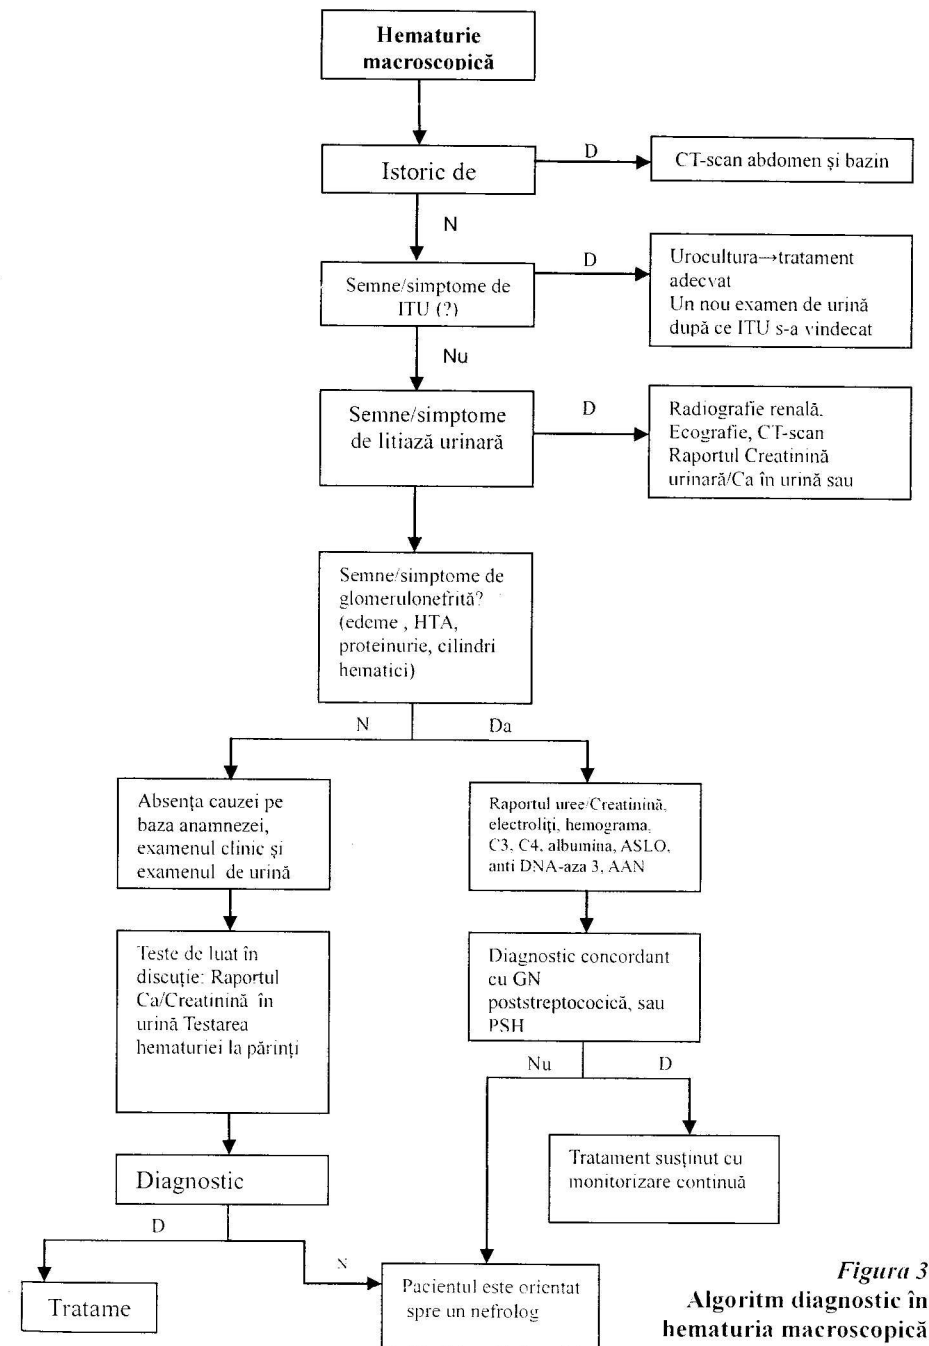 Hematurie
macroscopică
Istoric de
D
CT-scan abdomen și bazin
N
Semne/simptome de
ITU (?)
D
Urocultura→tratament
adecvat
Un nou examen de urină
după ce ITU s-a vindecat
Nu
Semne/simptome
de litiază urinară
D
Radiografie renală.
Ecografie, CT-scan
Raportul Creatinină
urinară/Ca în urină sau
Semne/simptome de
glomerulonefrită?
(edeme , HTA,
proteinurie, cilindri
hematici)
N
Da
Absența cauzei pe
baza anamnezei,
examenul clinic și
examenul de urină
Raportul uree/Creatinină,
electroliți, hemograma,
C3, C4, albumina, ASLO,
anti DNA-aza 3, AAN
Teste de luat în
discuție: Raportul
Ca/Creatinină în
urină Testarea
hematuriei la părinți
Diagnostic concordant
cu GN
poststreptococică, sau
PSH
Nu
D
Tratament susținut cu
monitorizare continuă
Diagnostic
D
N
Tratame
Pacientul este orientat
spre un nefrolog
Figura 3
Algoritm diagnostic în
hematuria macroscopică